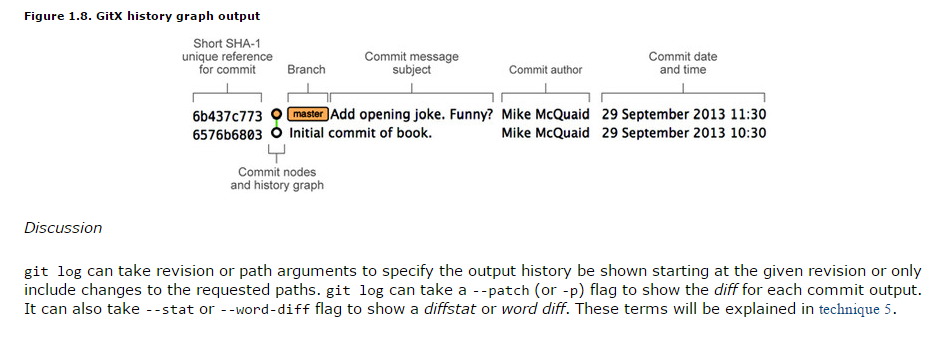 Figure 1.8. GitX history graph output
Short SHA-1
unique reference
for commit
Branch
Commit message
subject
Commit author
Commit date
and time
6b437c773 master Add opening joke. Funny? Mike McQuaid 29 September 2013 11:30
6576b6803 Initial commit of book. Mike McQuaid 29 September 2013 10:30
Commit nodes
and history graph
Discussion
git log can take revision or path arguments to specify the output history be shown starting at the given revision or only
include changes to the requested paths. git log can take a --patch (or -p) flag to show the diff for each commit output.
It can also take --stat or --word-diff flag to show a diffstat or word diff. These terms will be explained in technique 5.